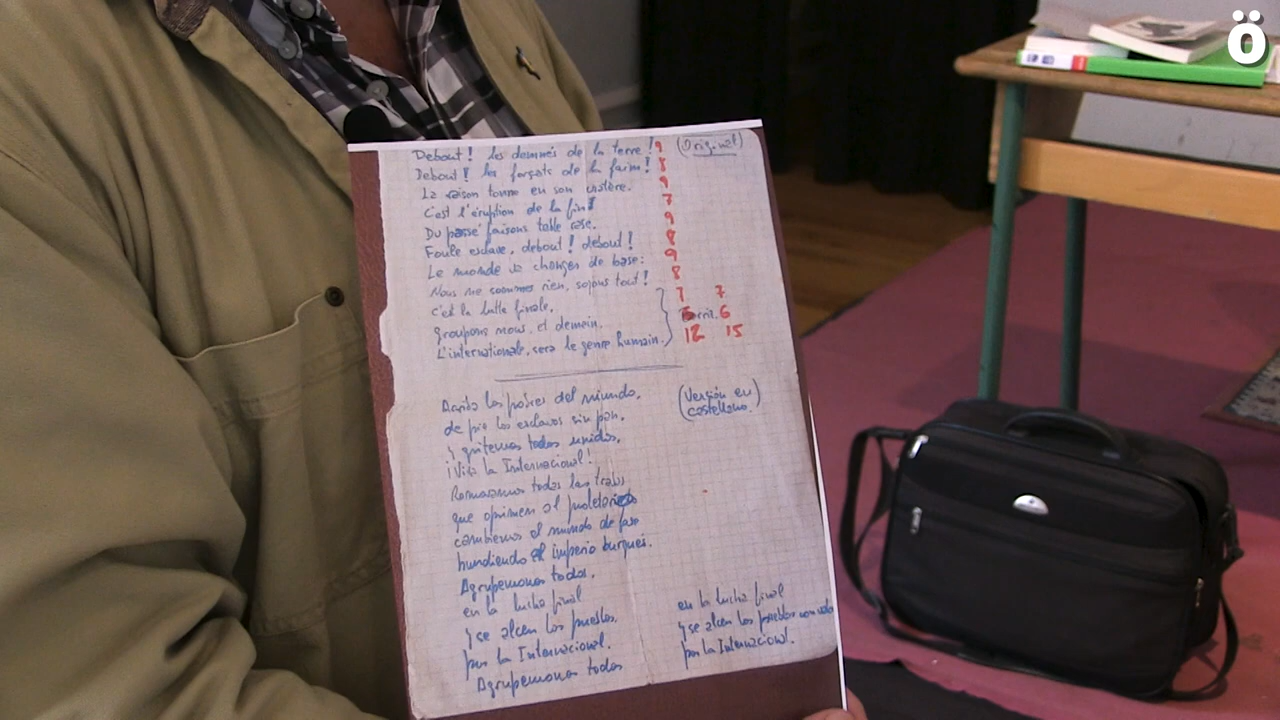 ö
Debout! les damnés de la terre! 9 (Original)
Debout! les forçats de la faim! 8
La raison tonne en son cratère. 9
C'est l'éruption de la fin! 7
Du passé faisons table rase. 9
Foule esclave, debout! debout! 8
Le monde va changer de base: 9
Nous ne sommes rien, soyons tout! 8
C'est la lutte finale, 7 7
Groupons nous, et demain. 6
L'internationale, sera le genre humain. 12 15
Arriba los pobres del mundo, (Versión en
de pie los esclavos sin pan, castellano.)
y gritemos todos unidos,
¡Viva la Internacional!
Removamos todas las trabas
que oprimen al proletario
cambiemos el mundo de fase
hundiendo el imperio burgués.
Agrupemonos todos,
en la lucha final en la lucha final
y se alcen los pueblos, y se alcen los pueblos con valor
por la Internacional. por la Internacional.
Agrupemonos todos